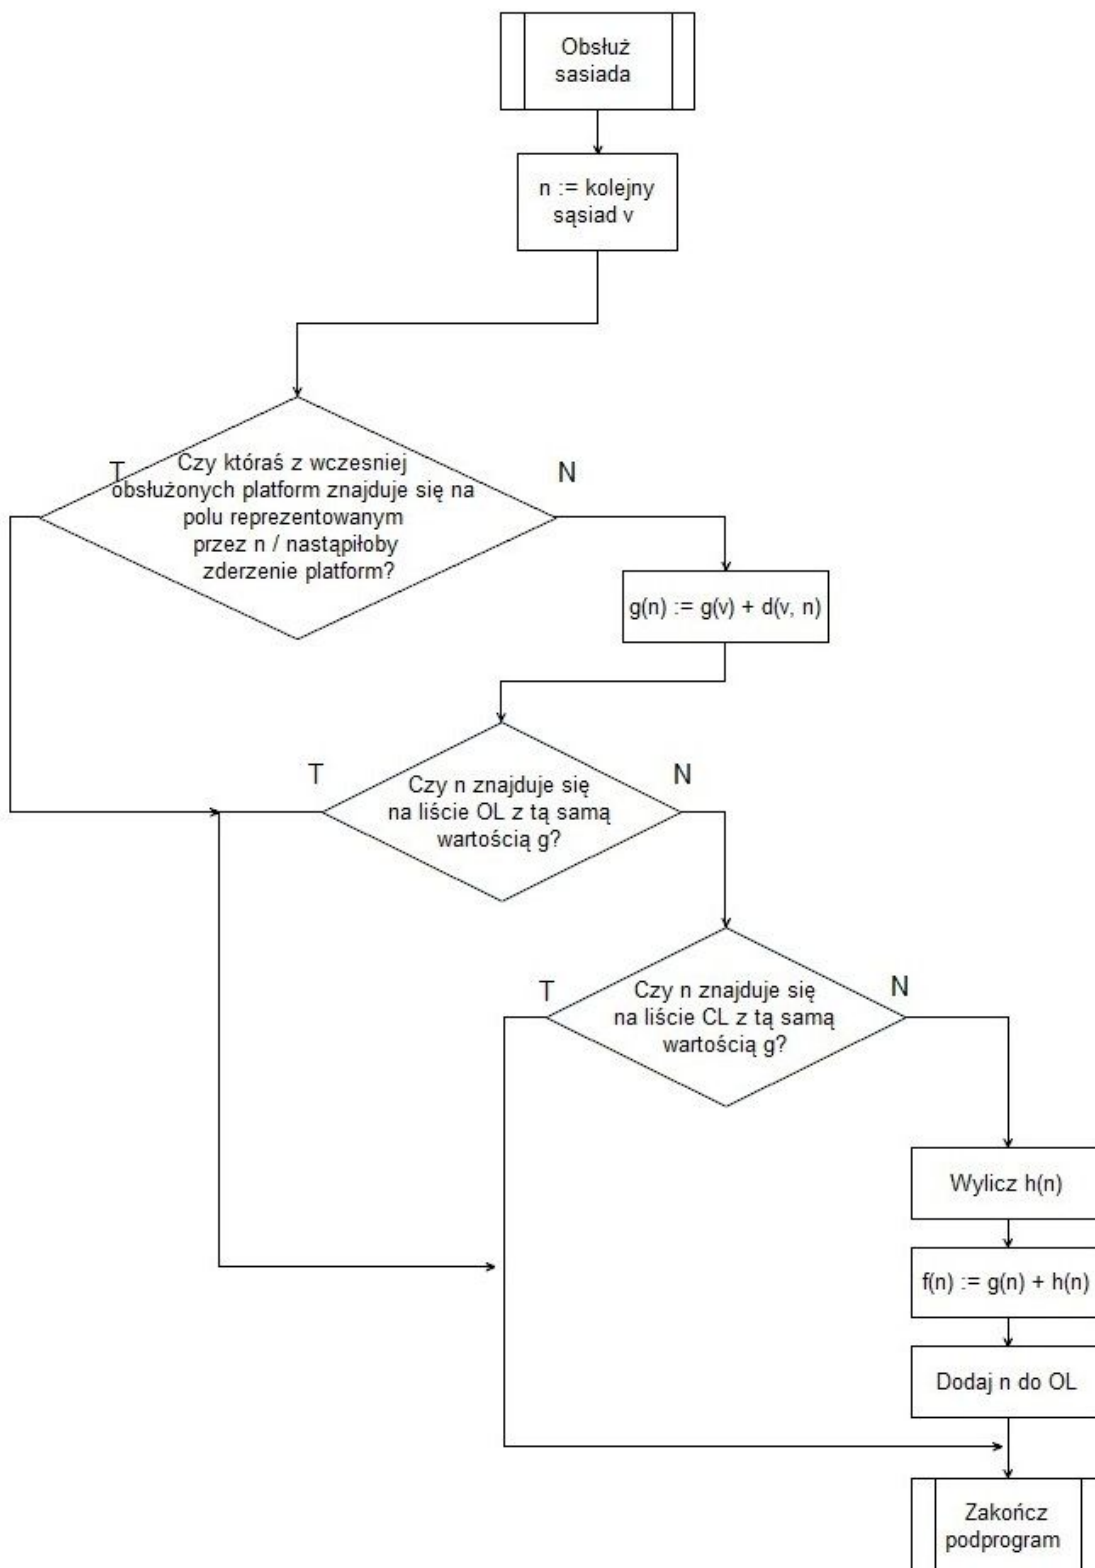 Obsłuż
sasiada
n := kolejny
sąsiad v
T
N
Czy któraś z wczesniej
obsłużonych platform znajduje się na
polu reprezentowanym
przez n / nastąpiłoby
zderzenie platform?
g(n) := g(v) + d(v, n)
T
N
Czy n znajduje się
na liście OL z tą samą
wartością g?
T
N
Czy n znajduje się
na liście CL z tą samą
wartością g?
Wylicz h(n)
f(n) := g(n) + h(n)
Dodaj n do OL
Zakończ
podprogram